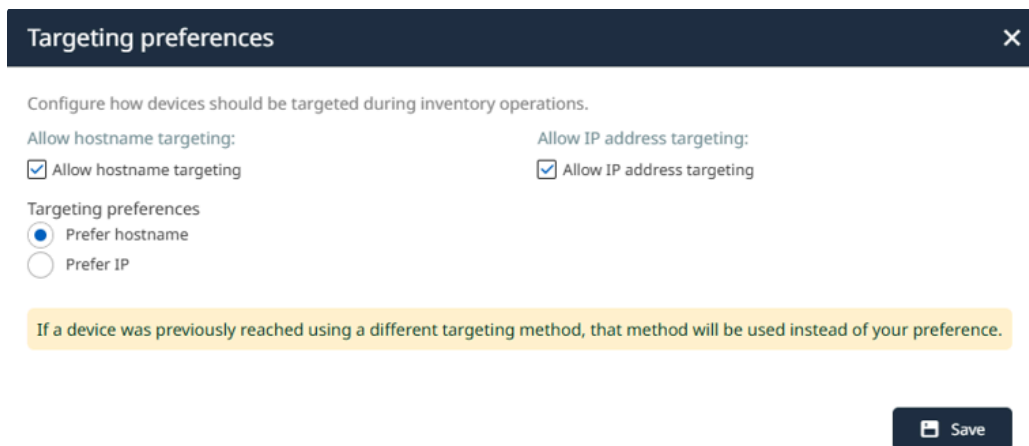 Targeting preferences
Configure how devices should be targeted during inventory operations.
Allow hostname targeting:
Allow hostname targeting
Allow IP address targeting:
Allow IP address targeting
Targeting preferences
Prefer hostname
Prefer IP
If a device was previously reached using a different targeting method, that method will be used instead of your preference.
Save